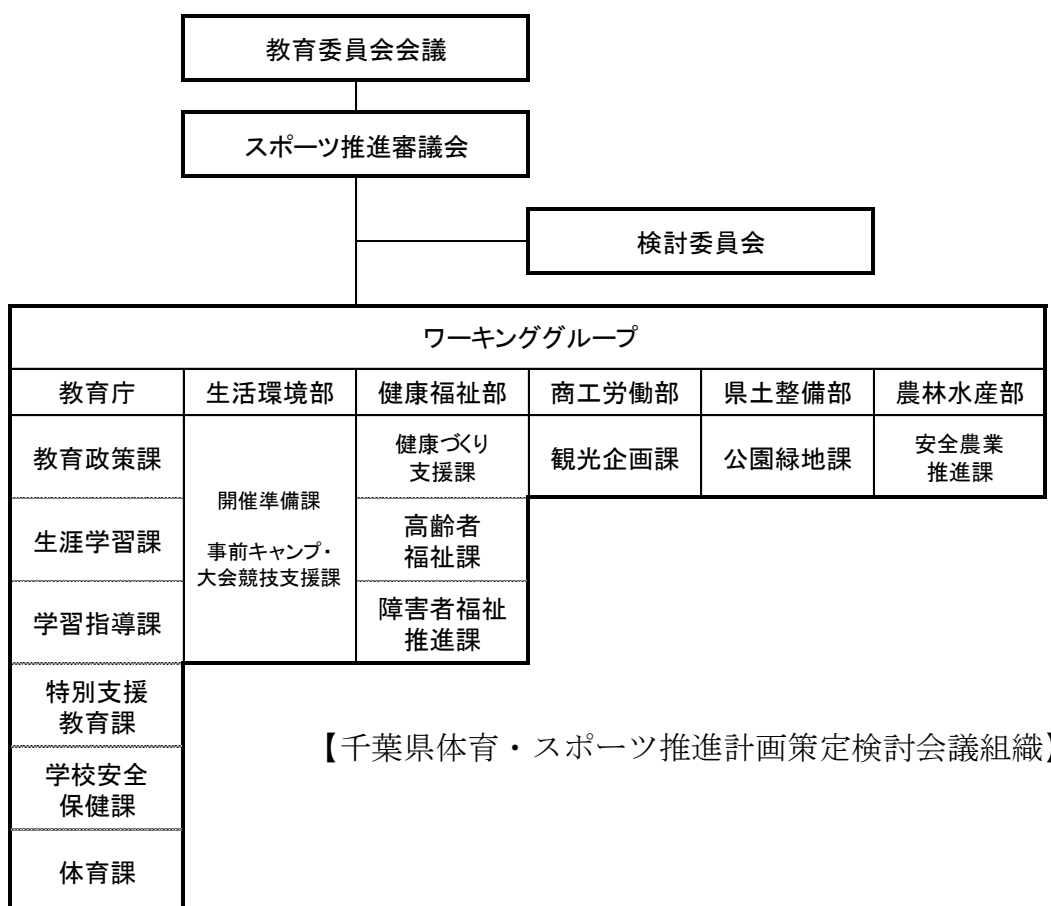 教育委員会会議
スポーツ推進審議会
検討委員会
ワーキンググループ
教育庁
生活環境部
健康福祉部
商工労働部
県土整備部
農林水産部
教育政策課
開催準備課
事前キャンプ・
大会競技支援課
健康づくり
支援課
観光企画課
公園緑地課
安全農業
推進課
生涯学習課
高齢者
福祉課
学習指導課
障害者福祉
推進課
特別支援
教育課
学校安全
保健課
体育課
【千葉県体育・スポーツ推進計画策定検討会議組織】